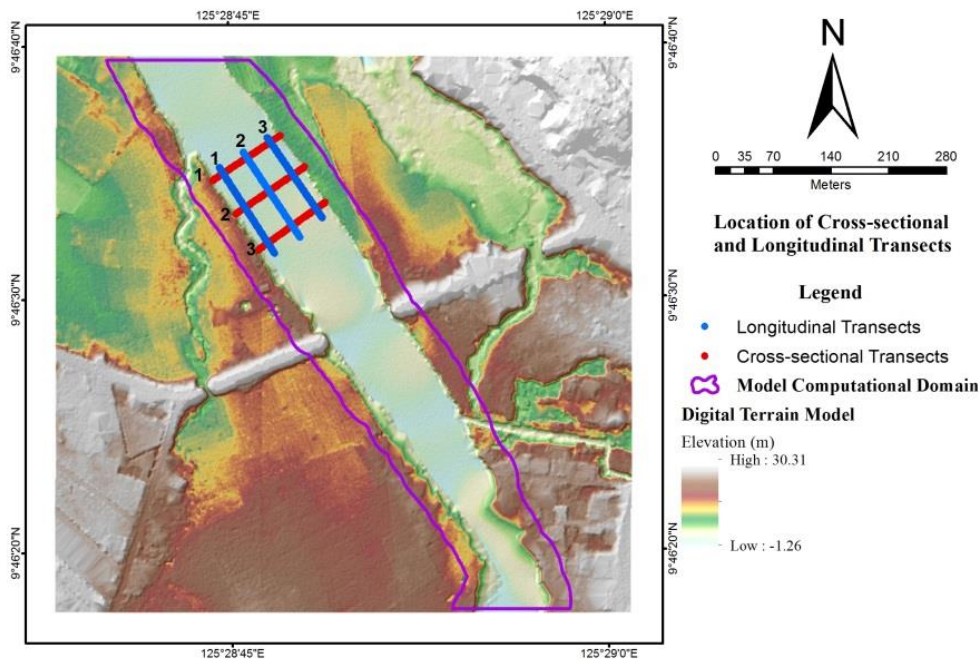 125°28'45"E
125°29'0"E
9°46'40"N
9°46'40"N
N
3
2
1
1
2
3
0 35 70 140 210 280
Meters
Location of Cross-sectional
and Longitudinal Transects
Legend
Longitudinal Transects
Cross-sectional Transects
Model Computational Domain
Digital Terrain Model
Elevation (m)
High : 30.31
Low : -1.26
9°46'30"N
9°46'30"N
9°46'20"N
9°46'20"N
125°28'45"E
125°29'0"E